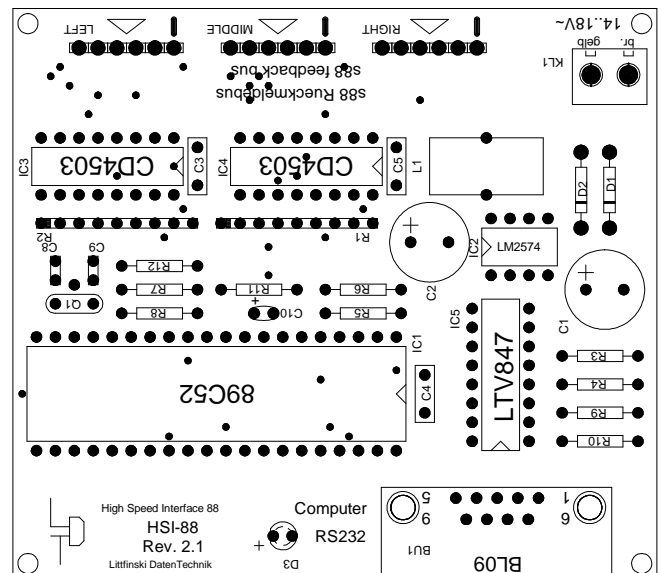 LEFT
MIDDLE
RIGHT
14..18V~
KL1
gelb
br.
s88 feedback bus
s88 Rueckmeldebus
IC3
CD4503
C3
IC4
CD4503
C5
L1
D2
D1
R2
R1
C8
C9
IC2
LM2574
R12
Q1
R7
R11
R6
C2
R8
C10
R5
IC5
C1
IC1
R3
89C52
C4
LTV847
R4
R9
R10
High Speed Interface 88
HSI-88
Rev. 2.1
Littfinski DatenTechnik
Computer
RS232
D3
5
1
9
6
BU1
BL09